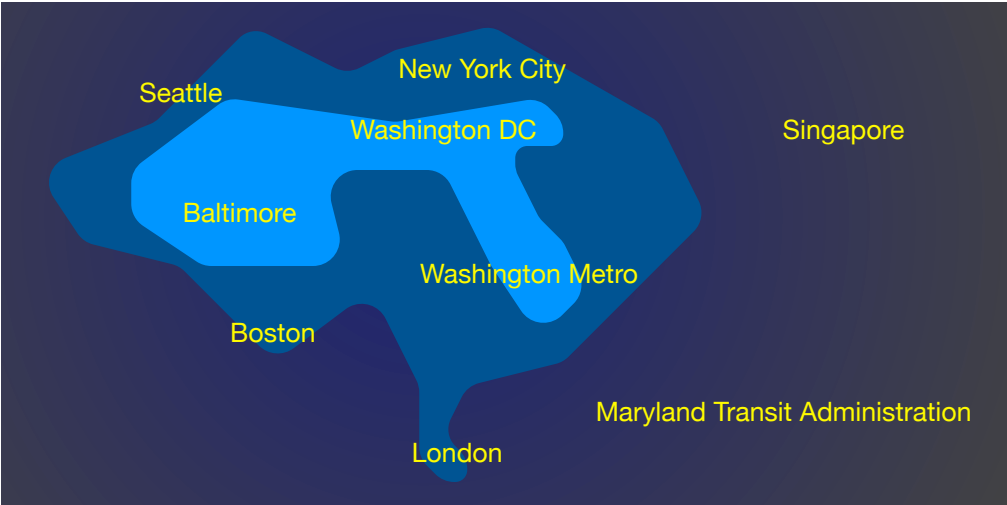 New York City
Seattle
Washington DC
Singapore
Baltimore
Washington Metro
Boston
Maryland Transit Administration
London